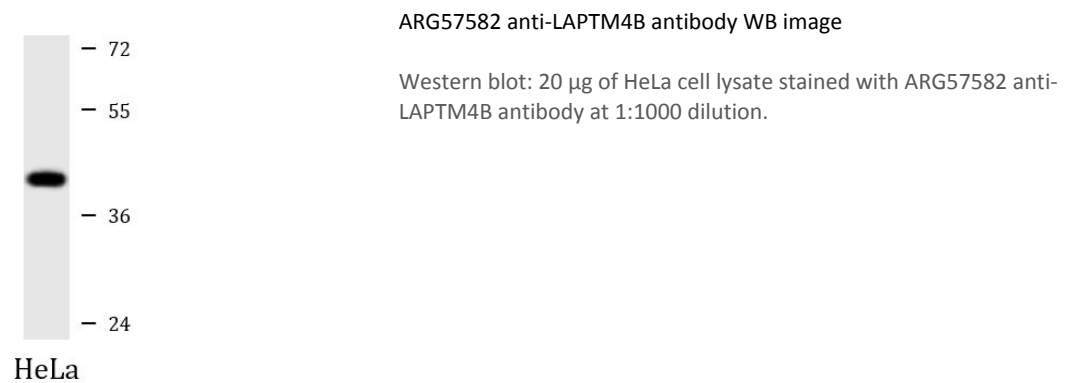 ARG57582 anti-LAPTM4B antibody WB image
Western blot: 20 µg of HeLa cell lysate stained with ARG57582 anti-
LAPTM4B antibody at 1:1000 dilution.
72
55
36
24
HeLa